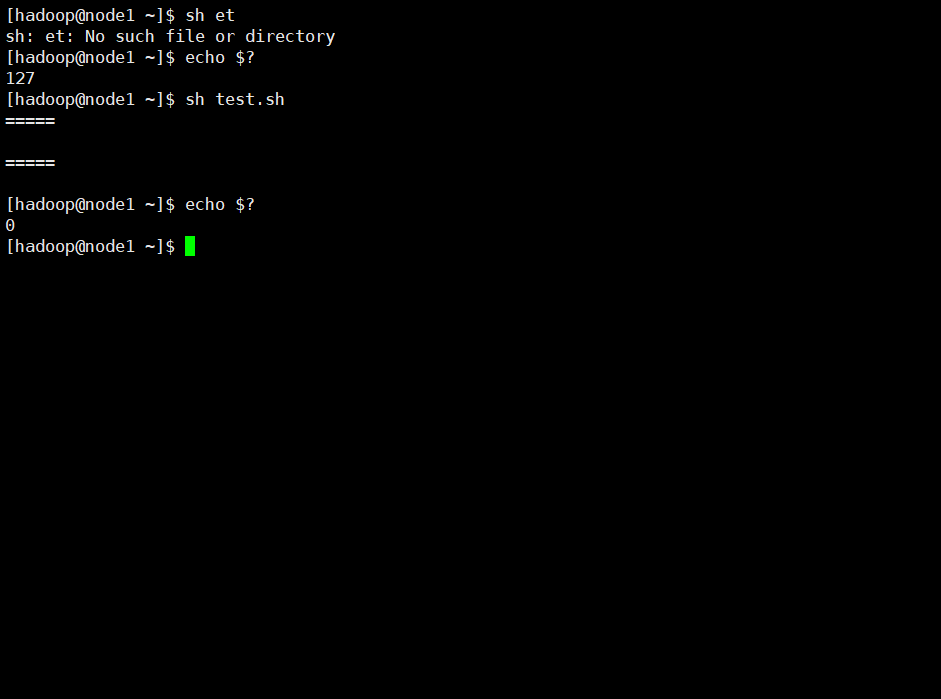 [hadoop@node1 ~]$ sh et
sh: et: No such file or directory
[hadoop@node1 ~]$ echo $?
127
[hadoop@node1 ~]$ sh test.sh
=====
=====
[hadoop@node1 ~]$ echo $?
0
[hadoop@node1 ~]$